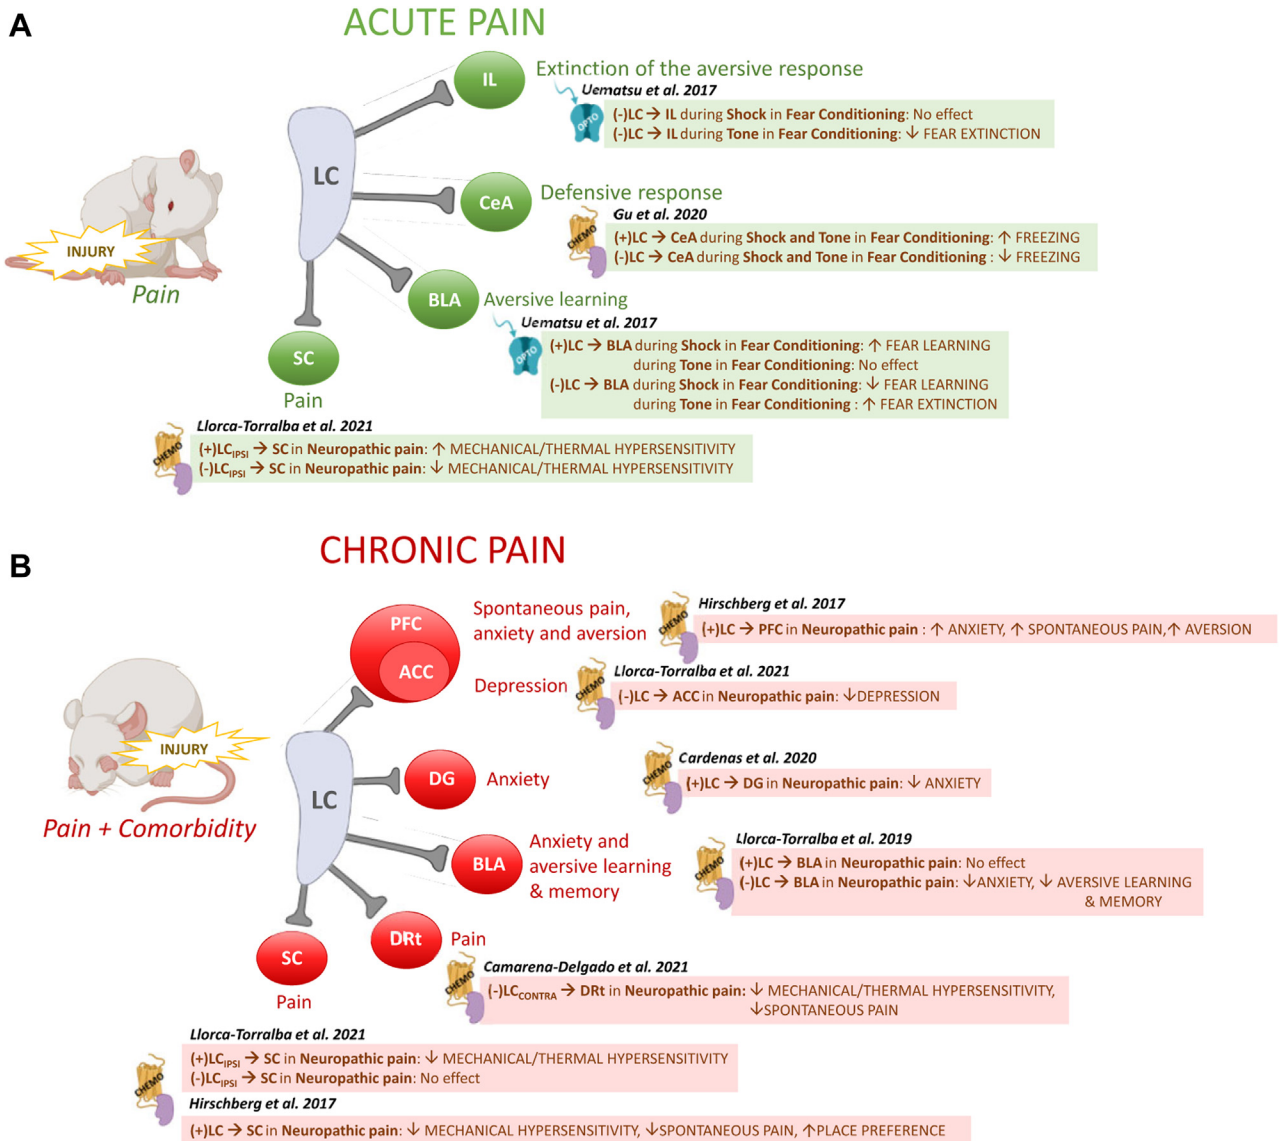 A
ACUTE PAIN
IL
Extinction of the aversive response
Uematsu et al. 2017
OPTO
(-)LC → IL during Shock in Fear Conditioning: No effect
(-)LC → IL during Tone in Fear Conditioning: ↓ FEAR EXTINCTION
LC
CeA
Defensive response
Gu et al. 2020
CHEMO
(+)LC → CeA during Shock and Tone in Fear Conditioning: ↑ FREEZING
(-)LC → CeA during Shock and Tone in Fear Conditioning : ↓ FREEZING
INJURY
Pain
BLA
Aversive learning
Uematsu et al. 2017
OPTO
(+)LC → BLA during Shock in Fear Conditioning: ↑ FEAR LEARNING
during Tone in Fear Conditioning: No effect
(-)LC → BLA during Shock in Fear Conditioning: ↓ FEAR LEARNING
during Tone in Fear Conditioning : ↑ FEAR EXTINCTION
SC
Pain
Llorca-Torralba et al. 2021
CHEMO
(+)LCIPSI → SC in Neuropathic pain: ↑ MECHANICAL/THERMAL HYPERSENSITIVITY
(-)LCIPSI → SC in Neuropathic pain: ↓ MECHANICAL/THERMAL HYPERSENSITIVITY
B
CHRONIC PAIN
PFC
ACC
Spontaneous pain,
anxiety and aversion
Hirschberg et al. 2017
CHEMO
(+)LC → PFC in Neuropathic pain : ↑ ANXIETY, ↑ SPONTANEOUS PAIN,↑ AVERSION
Depression
Llorca-Torralba et al. 2021
CHEMO
(-)LC → ACC in Neuropathic pain: ↓DEPRESSION
INJURY
Pain + Comorbidity
LC
DG
Anxiety
Cardenas et al. 2020
CHEMO
(+)LC → DG in Neuropathic pain: ↓ ANXIETY
BLA
Anxiety and
aversive learning
& memory
Llorca-Torralba et al. 2019
CHEMO
(+)LC → BLA in Neuropathic pain: No effect
(-)LC → BLA in Neuropathic pain: ↓ANXIETY, ↓ AVERSIVE LEARNING
& MEMORY
DRt
Pain
Camarena-Delgado et al. 2021
CHEMO
(-)LCCONTRA → DRt in Neuropathic pain: ↓ MECHANICAL/THERMAL HYPERSENSITIVITY,
↓SPONTANEOUS PAIN
SC
Pain
Llorca-Torralba et al. 2021
CHEMO
(+)LCIPSI → SC in Neuropathic pain: ↓ MECHANICAL/THERMAL HYPERSENSITIVITY
(-)LCIPSI → SC in Neuropathic pain: No effect
Hirschberg et al. 2017
(+)LC → SC in Neuropathic pain: ↓ MECHANICAL HYPERSENSITIVITY, ↓SPONTANEOUS PAIN, ↑PLACE PREFERENCE